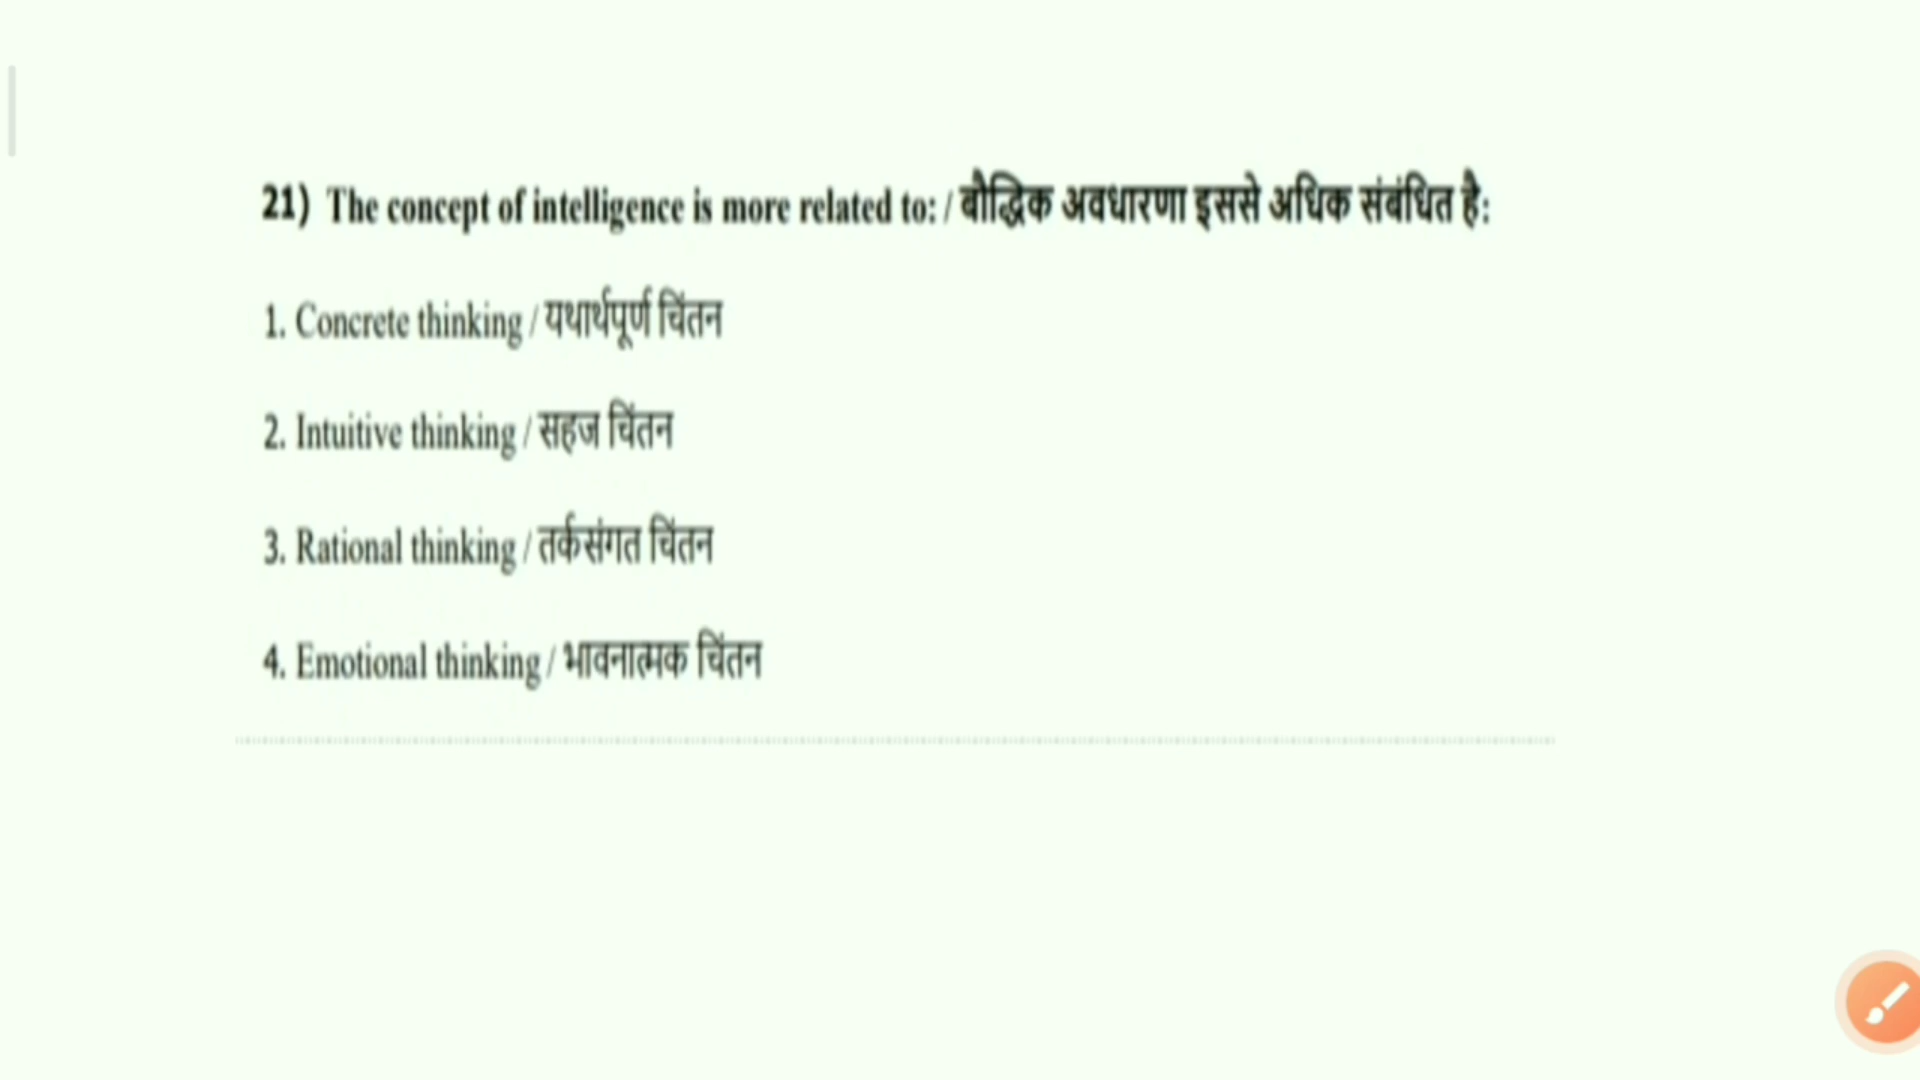 21) The concept of intelligence is more related to: / बौद्धिक अवधारणा इससे अधिक संबंधित है:
1. Concrete thinking / यथार्थपूर्ण चिंतन
2. Intuitive thinking / सहज चिंतन
3. Rational thinking / तर्कसंगत चिंतन
4. Emotional thinking / भावनात्मक चिंतन